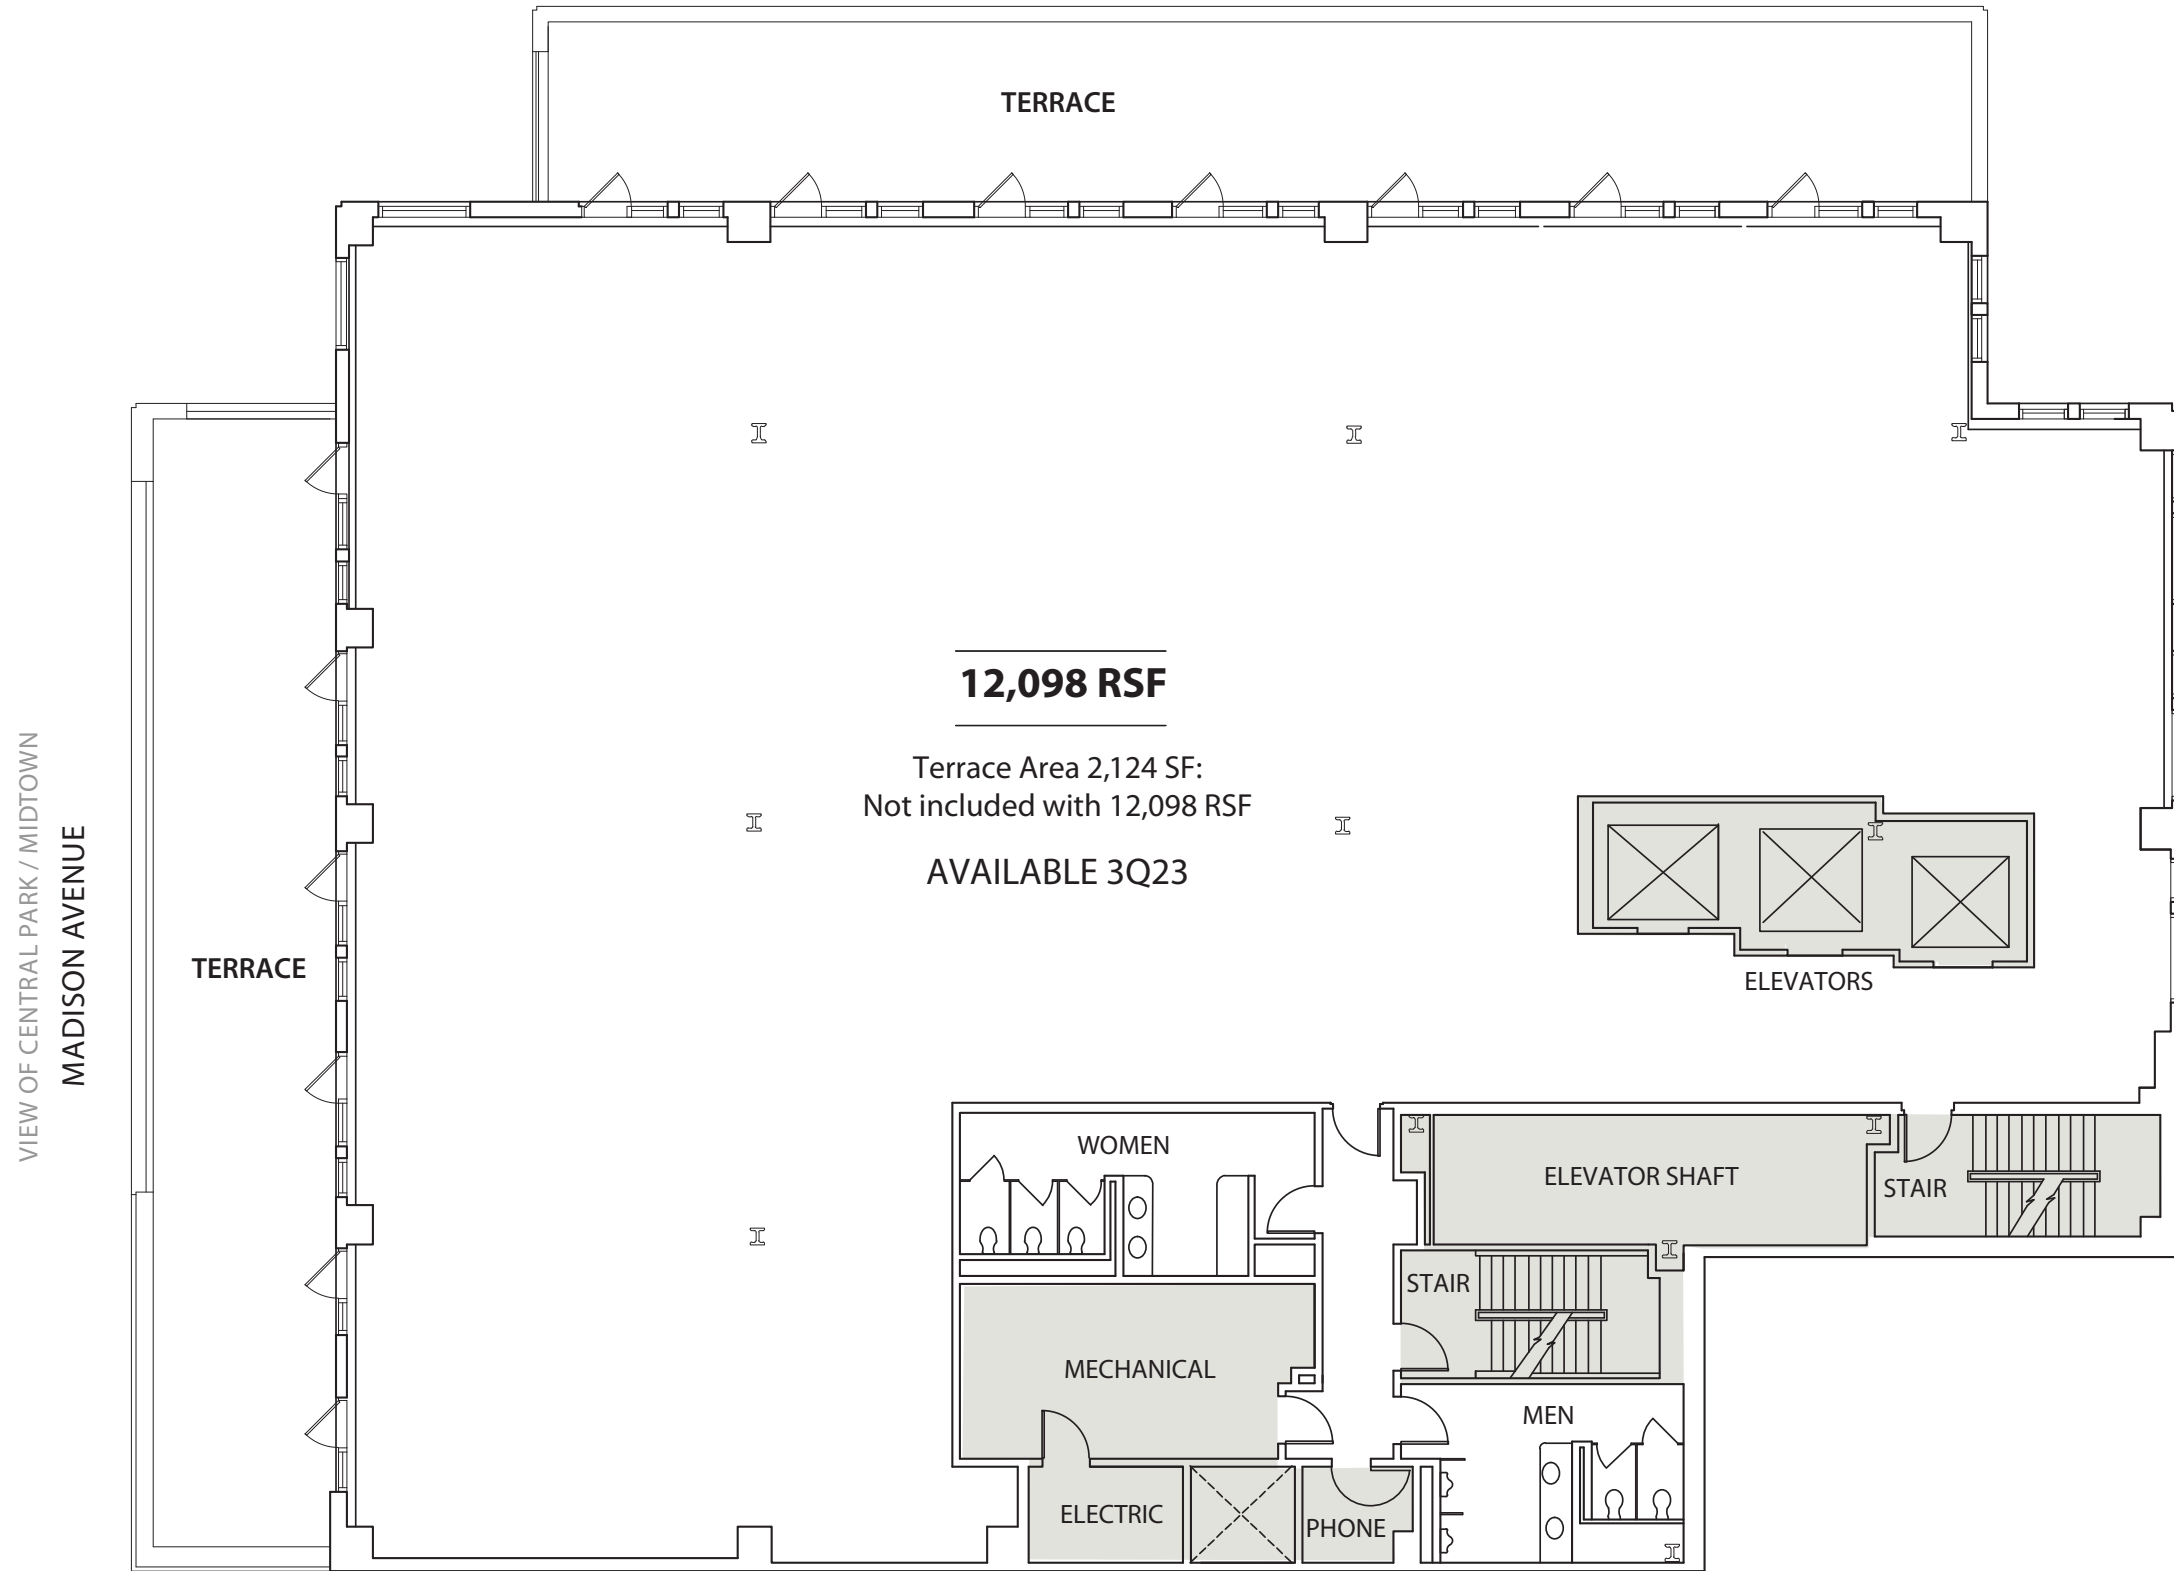 TERRACE
12,098 RSF
Terrace Area 2,124 SF:
Not included with 12,098 RSF
AVAILABLE 3Q23
VIEW OF CENTRAL PARK / MIDTOWN
MADISON AVENUE
TERRACE
ELEVATORS
WOMEN
ELEVATOR SHAFT
STAIR
STAIR
MECHANICAL
MEN
ELECTRIC
PHONE